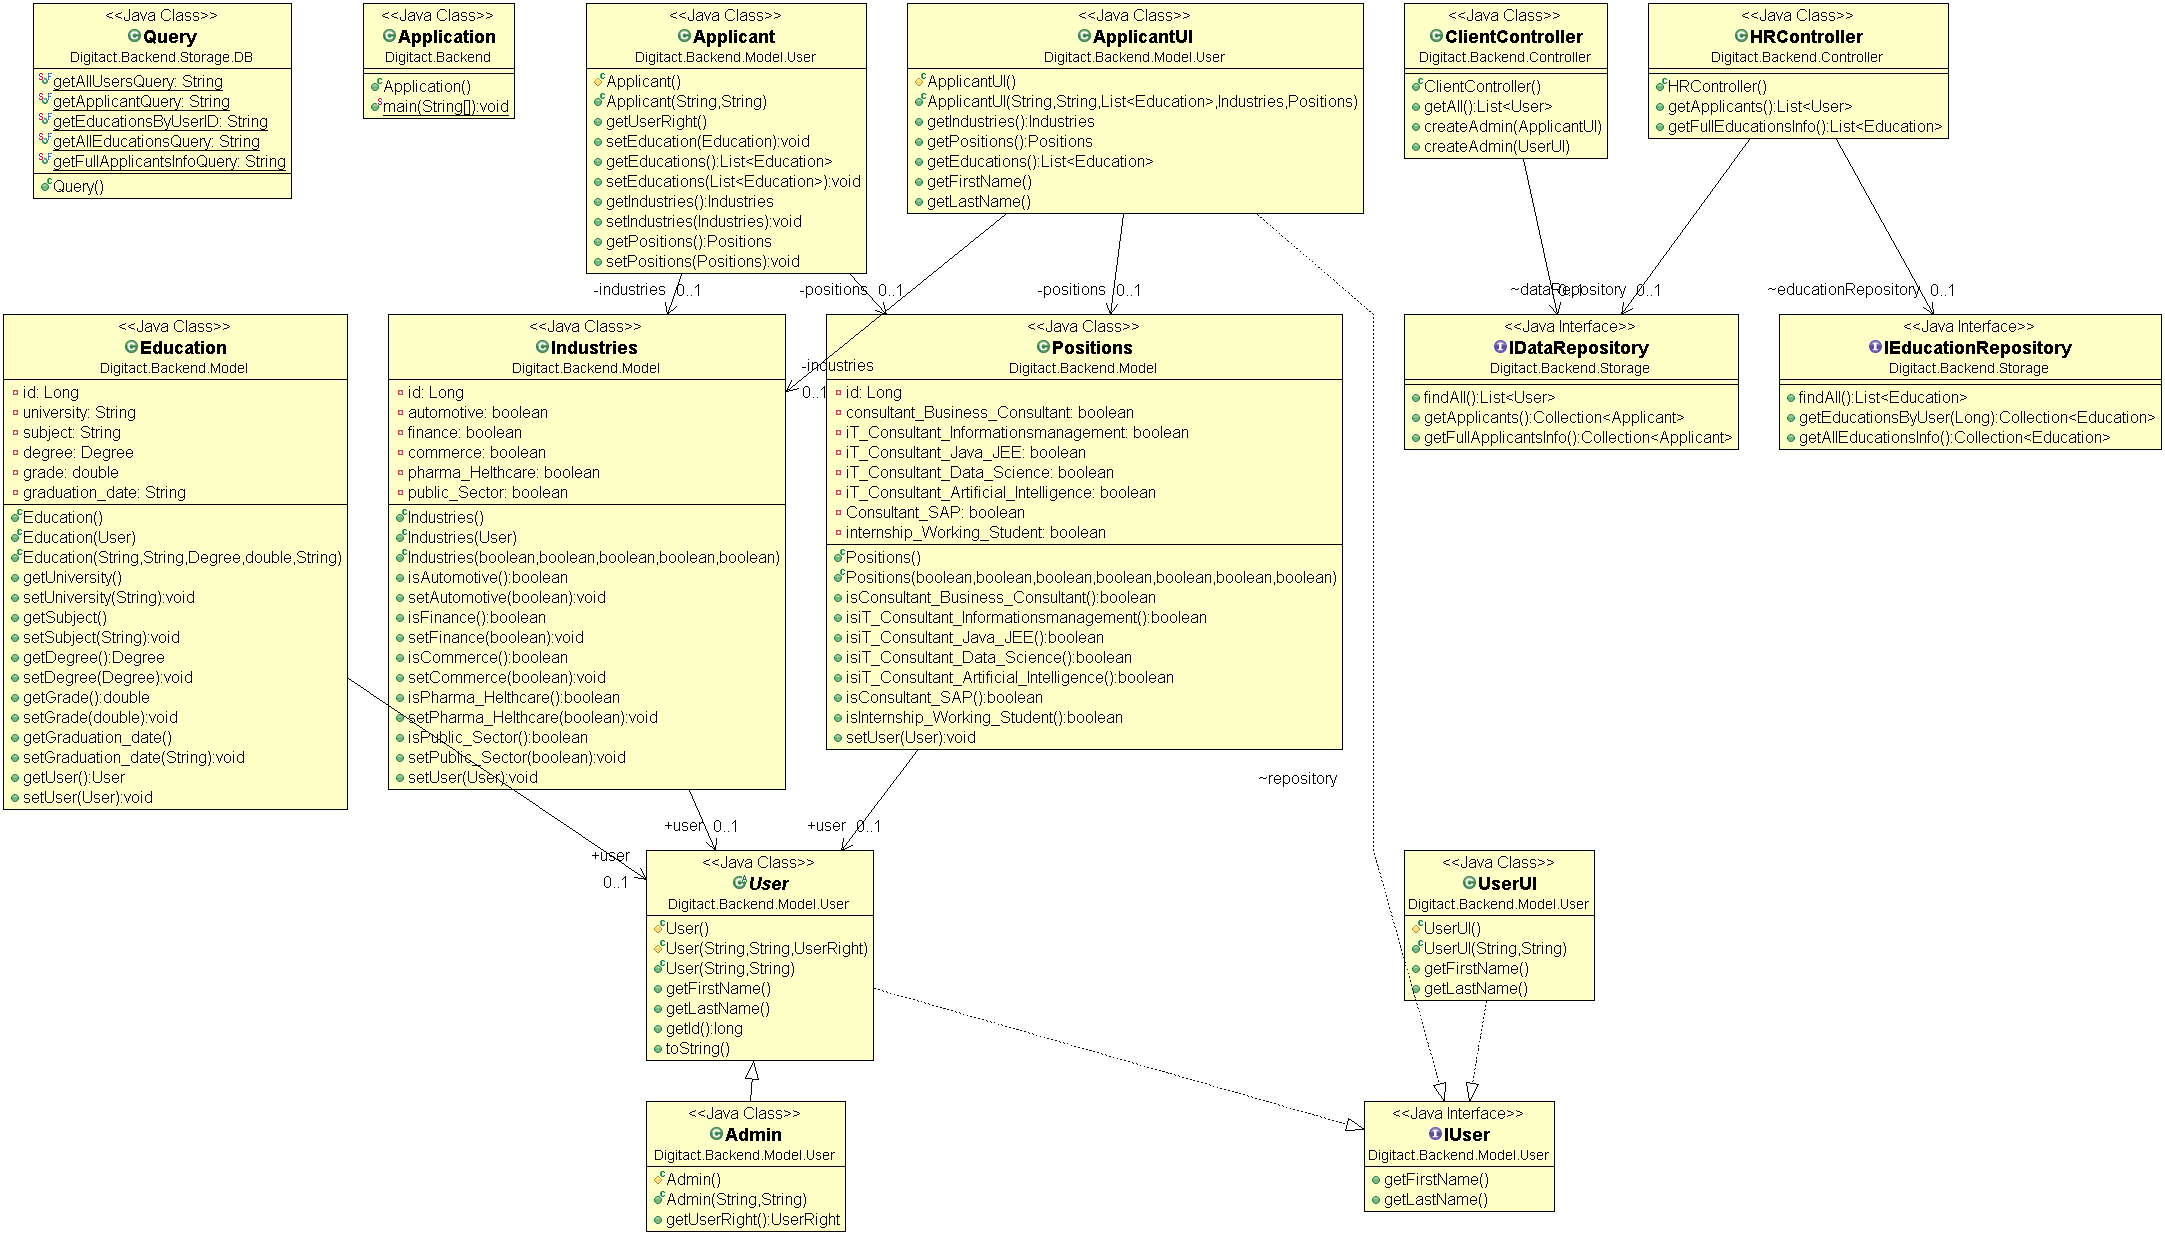 <<Java Class>>
Query
Digitact.Backend.Storage.DB
getAllUsersQuery: String
getApplicantQuery: String
getEducationsByUserID: String
getAllEducationsQuery: String
getFullApplicantsInfoQuery: String
Query()
<<Java Class>>
Application
Digitact.Backend
Application()
main(String[]):void
<<Java Class>>
Applicant
Digitact.Backend.Model.User
Applicant()
Applicant(String,String)
getUserRight()
setEducation(Education):void
getEducations():List<Education>
setEducations(List<Education>):void
getIndustries():Industries
setIndustries(Industries):void
getPositions():Positions
setPositions(Positions):void
<<Java Class>>
ApplicantUI
Digitact.Backend.Model.User
ApplicantUI()
ApplicantUI(String,String,List<Education>,Industries,Positions)
getIndustries():Industries
getPositions():Positions
getEducations():List<Education>
getFirstName()
getLastName()
<<Java Class>>
ClientController
Digitact.Backend.Controller
ClientController()
getAll():List<User>
createAdmin(ApplicantUI)
createAdmin(UserUI)
<<Java Class>>
HRController
Digitact.Backend.Controller
HRController()
getApplicants():List<User>
getFullEducationsInfo():List<Education>
-industries 0..1
-positions 0..1
-positions 0..1
~dataRepository 0..1
0..1
~educationRepository 0..1
-industries
0..1
<<Java Class>>
Education
Digitact.Backend.Model
id: Long
university: String
subject: String
degree: Degree
grade: double
graduation_date: String
Education()
Education(User)
Education(String,String,Degree,double,String)
getUniversity()
setUniversity(String):void
getSubject()
setSubject(String):void
getDegree():Degree
setDegree(Degree):void
getGrade():double
setGrade(double):void
getGraduation_date()
setGraduation_date(String):void
getUser():User
setUser(User):void
<<Java Class>>
Industries
Digitact.Backend.Model
id: Long
automotive: boolean
finance: boolean
commerce: boolean
pharma_Helthcare: boolean
public_Sector: boolean
Industries()
Industries(User)
Industries(boolean,boolean,boolean,boolean,boolean)
isAutomotive():boolean
setAutomotive(boolean):void
isFinance():boolean
setFinance(boolean):void
isCommerce():boolean
setCommerce(boolean):void
isPharma_Helthcare():boolean
setPharma_Helthcare(boolean):void
isPublic_Sector():boolean
setPublic_Sector(boolean):void
setUser(User):void
<<Java Class>>
Positions
Digitact.Backend.Model
id: Long
consultant_Business_Consultant: boolean
iT_Consultant_Informationsmanagement: boolean
iT_Consultant_Java_JEE: boolean
iT_Consultant_Data_Science: boolean
iT_Consultant_Artificial_Intelligence: boolean
Consultant_SAP: boolean
internship_Working_Student: boolean
Positions()
Positions(boolean,boolean,boolean,boolean,boolean,boolean,boolean)
isConsultant_Business_Consultant():boolean
isiT_Consultant_Informationsmanagement():boolean
isiT_Consultant_Java_JEE():boolean
isiT_Consultant_Data_Science():boolean
isiT_Consultant_Artificial_Intelligence():boolean
isConsultant_SAP():boolean
isInternship_Working_Student():boolean
setUser(User):void
<<Java Interface>>
IDataRepository
Digitact.Backend.Storage
findAll():List<User>
getApplicants():Collection<Applicant>
getFullApplicantsInfo():Collection<Applicant>
<<Java Interface>>
IEducationRepository
Digitact.Backend.Storage
findAll():List<Education>
getEducationsByUser(Long):Collection<Education>
getAllEducationsInfo():Collection<Education>
~repository
+user 0..1
+user 0..1
+user
0..1
<<Java Class>>
User
Digitact.Backend.Model.User
User()
User(String,String,UserRight)
User(String,String)
getFirstName()
getLastName()
getId():long
toString()
<<Java Class>>
UserUI
Digitact.Backend.Model.User
UserUI()
UserUI(String,String)
getFirstName()
getLastName()
<<Java Class>>
Admin
Digitact.Backend.Model.User
Admin()
Admin(String,String)
getUserRight():UserRight
<<Java Interface>>
IUser
Digitact.Backend.Model.User
getFirstName()
getLastName()